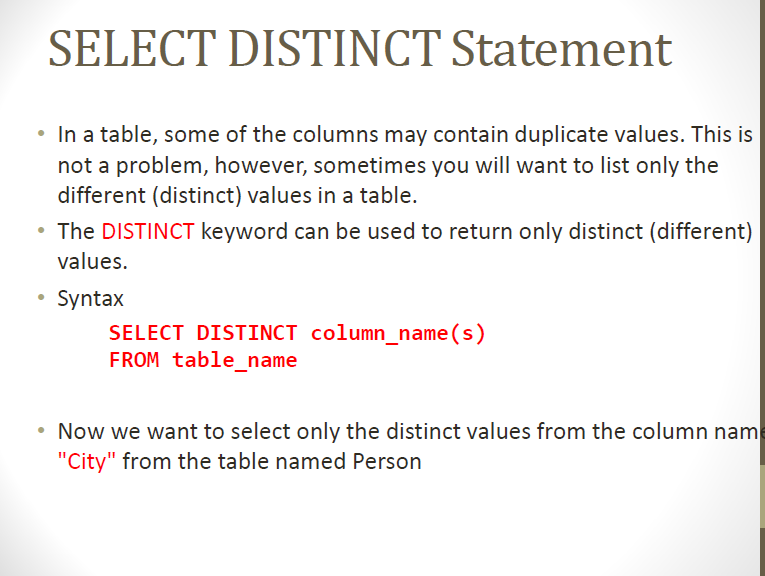 SELECT DISTINCT Statement
• In a table, some of the columns may contain duplicate values. This is
not a problem, however, sometimes you will want to list only the
different (distinct) values in a table.
• The DISTINCT keyword can be used to return only distinct (different)
values.
• Syntax
SELECT DISTINCT column_name(s)
FROM table_name
• Now we want to select only the distinct values from the column name
"City" from the table named Person